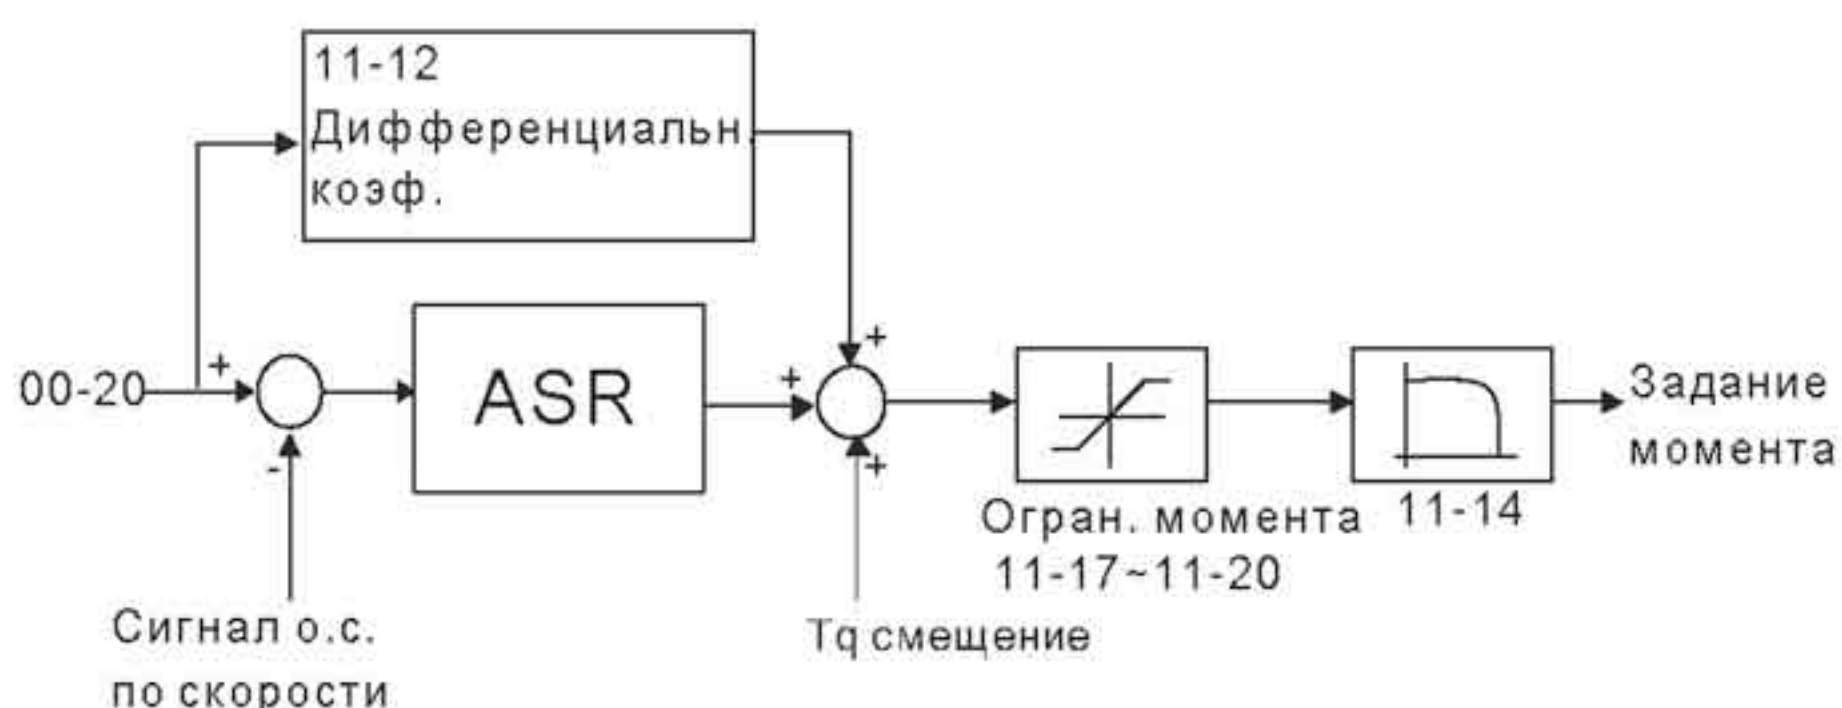 11-12
Дифференциальн
коэф.
+
00-20
+
-
ASR
+
+
Задание
момента
Огран. момента
11-17~11-20
11-14
Сигнал о.с.
по скорости
Tq смещение